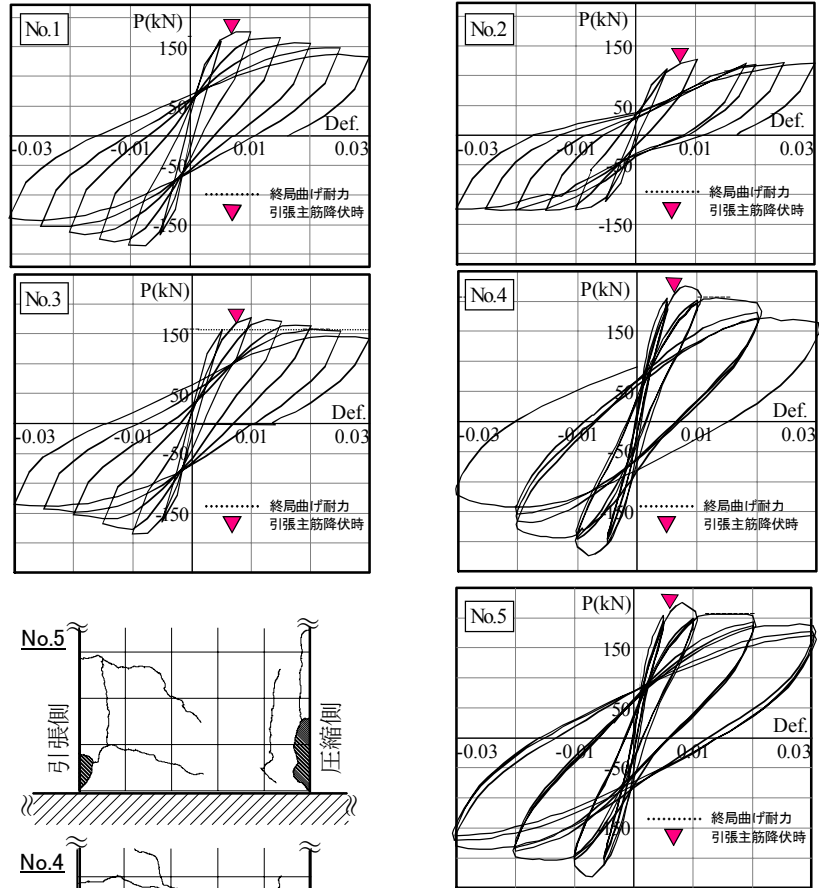 No.1
P(kN)
150
50
Def.
-0.03
-0.01
0.01
0.03
-50
-150
終局曲げ耐力
引張主筋降伏時
No.2
P(kN)
150
50
Def.
-0.03
-0.01
0.01
0.03
-50
-150
終局曲げ耐力
引張主筋降伏時
No.3
P(kN)
150
50
Def.
-0.03
-0.01
0.01
0.03
-50
-150
終局曲げ耐力
引張主筋降伏時
No.4
P(kN)
150
50
Def.
-0.03
-0.01
0.01
0.03
-50
-150
終局曲げ耐力
引張主筋降伏時
No.5
引張側
圧縮側
No.4
No.5
P(kN)
150
50
Def.
-0.03
-0.01
0.01
0.03
-50
-150
終局曲げ耐力
引張主筋降伏時